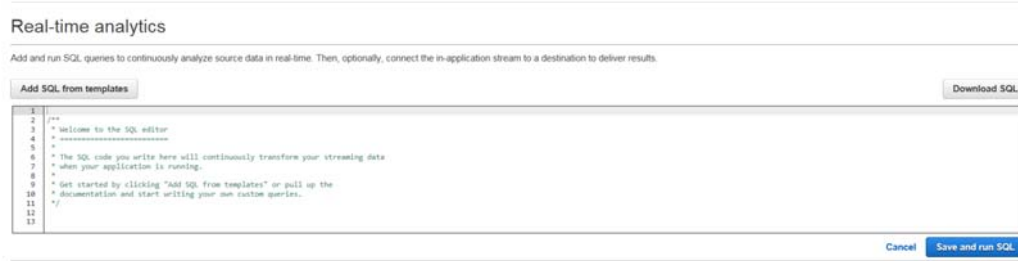 Real-time analytics
Add and run SQL queries to continuously analyze source data in real-time. Then, optionally, connect the in-application stream to a destination to deliver results.
Add SQL from templates
Download SQL
1
2 /**
3 * Welcome to the SQL editor
4 * =========================
5 *
6 * The SQL code you write here will continuously transform your streaming data
7 * when your application is running.
8 *
9 * Get started by clicking "Add SQL from templates" or pull up the
10 * documentation and start writing your own custom queries.
11 */
12
13
Cancel
Save and run SQL